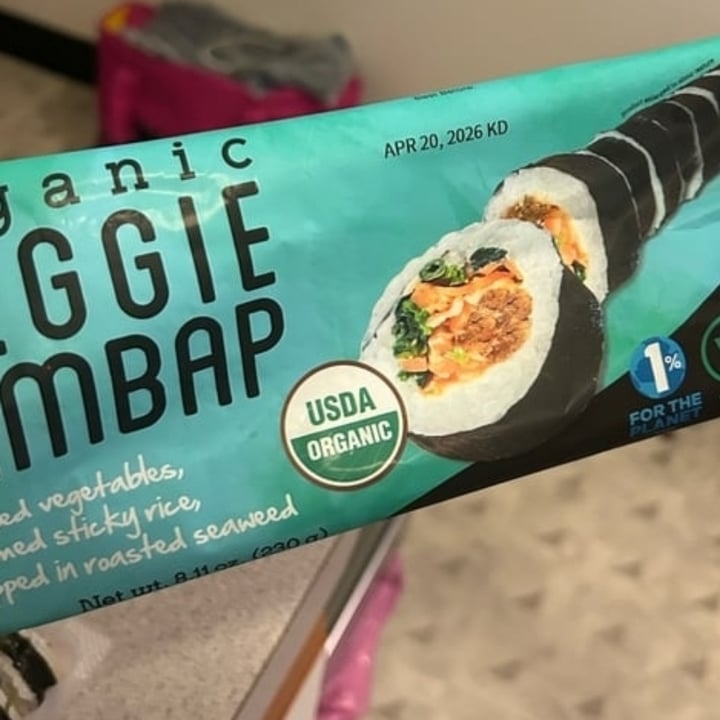 ganic
GGIE
MBAP
APR 20, 2026 KD
USDA
ORGANIC
1%
FOR THE
PLANET
ed vegetables,
ned sticky rice,
pped in roasted seaweed
Net wt. 8.11 oz. (230 g)